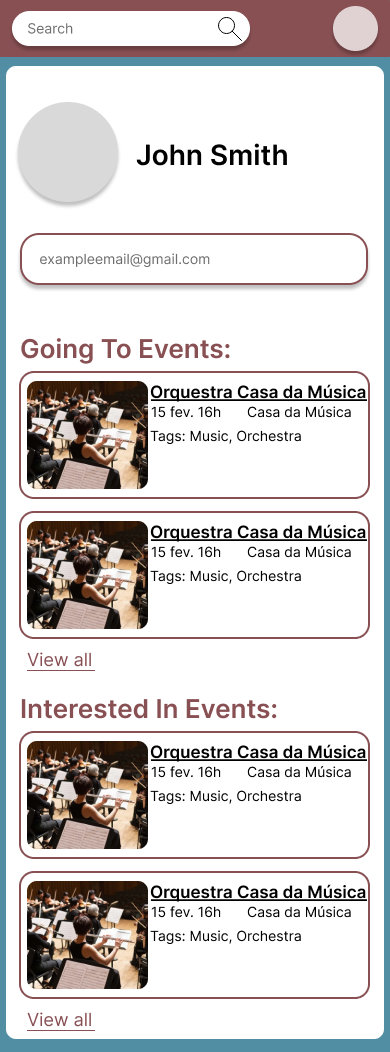 Search
John Smith
exampleemail@gmail.com
Going To Events:
Orquestra Casa da Música
15 fev. 16h Casa da Música
Tags: Music, Orchestra
Orquestra Casa da Música
15 fev. 16h Casa da Música
Tags: Music, Orchestra
View all
Interested In Events:
Orquestra Casa da Música
15 fev. 16h Casa da Música
Tags: Music, Orchestra
Orquestra Casa da Música
15 fev. 16h Casa da Música
Tags: Music, Orchestra
View all